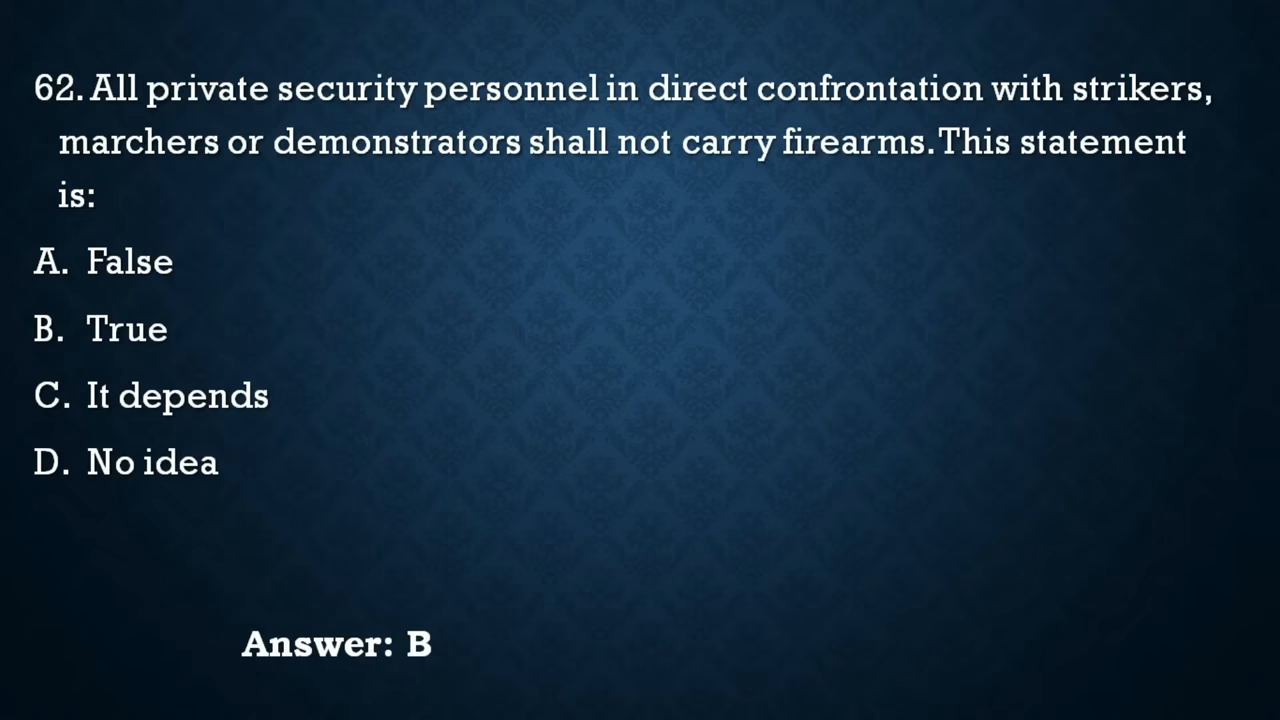 62. All private security personnel in direct confrontation with strikers,
marchers or demonstrators shall not carry firearms. This statement
is:
A. False
B. True
C. It depends
D. No idea
Answer: B